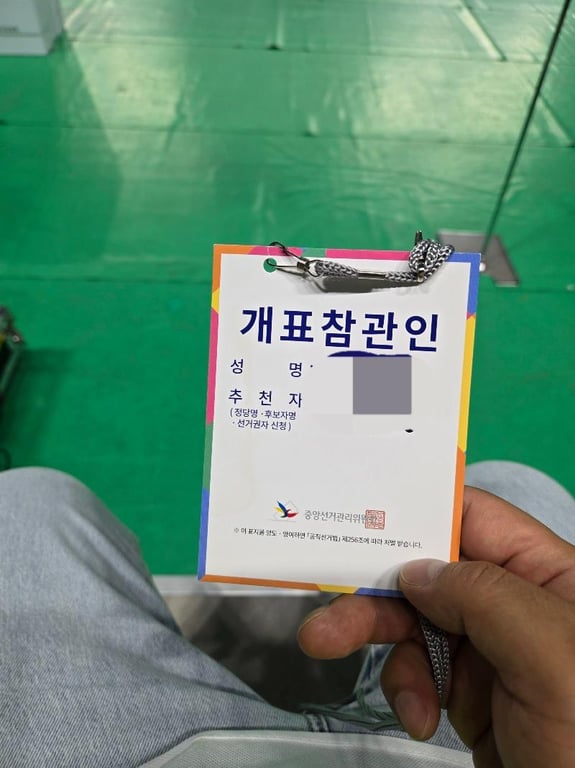 개표참관인
성 명
추 천 자
(정당명·후보자명
·선거권자 신청)
중앙선거관리위원회
※ 이 표지를 양도·양여하면 「공직선거법」 제256조에 따라 처벌 받습니다.